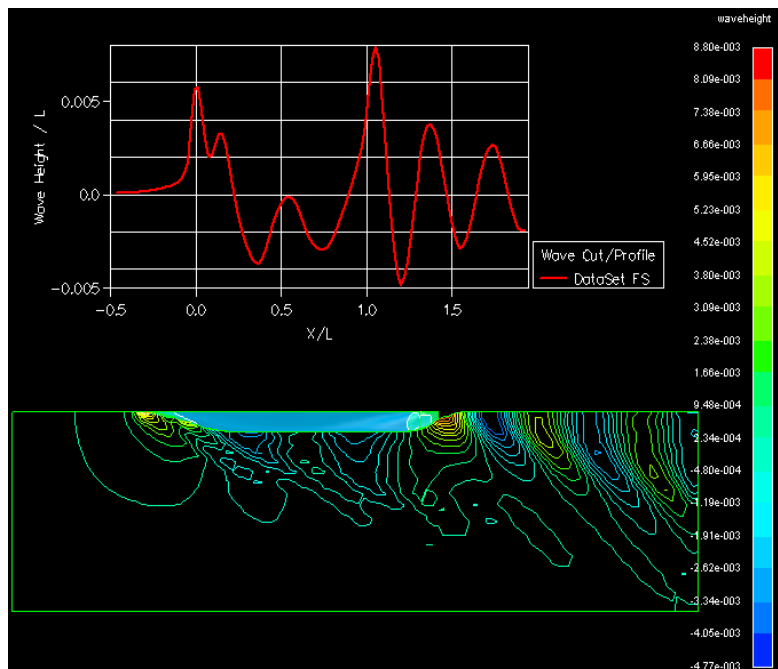 waveheight
0.005
0.0
-0.005
Wave Height / L
-0.5
0.0
0.5
1.0
1.5
X/L
Wave Cut/Profile
DataSet FS
8.80e-003
8.09e-003
7.38e-003
6.66e-003
5.95e-003
5.23e-003
4.52e-003
3.80e-003
3.09e-003
2.38e-003
1.66e-003
9.48e-004
2.34e-004
-4.80e-004
-1.19e-003
-1.91e-003
-2.62e-003
-3.34e-003
-4.05e-003
-4.77e-003